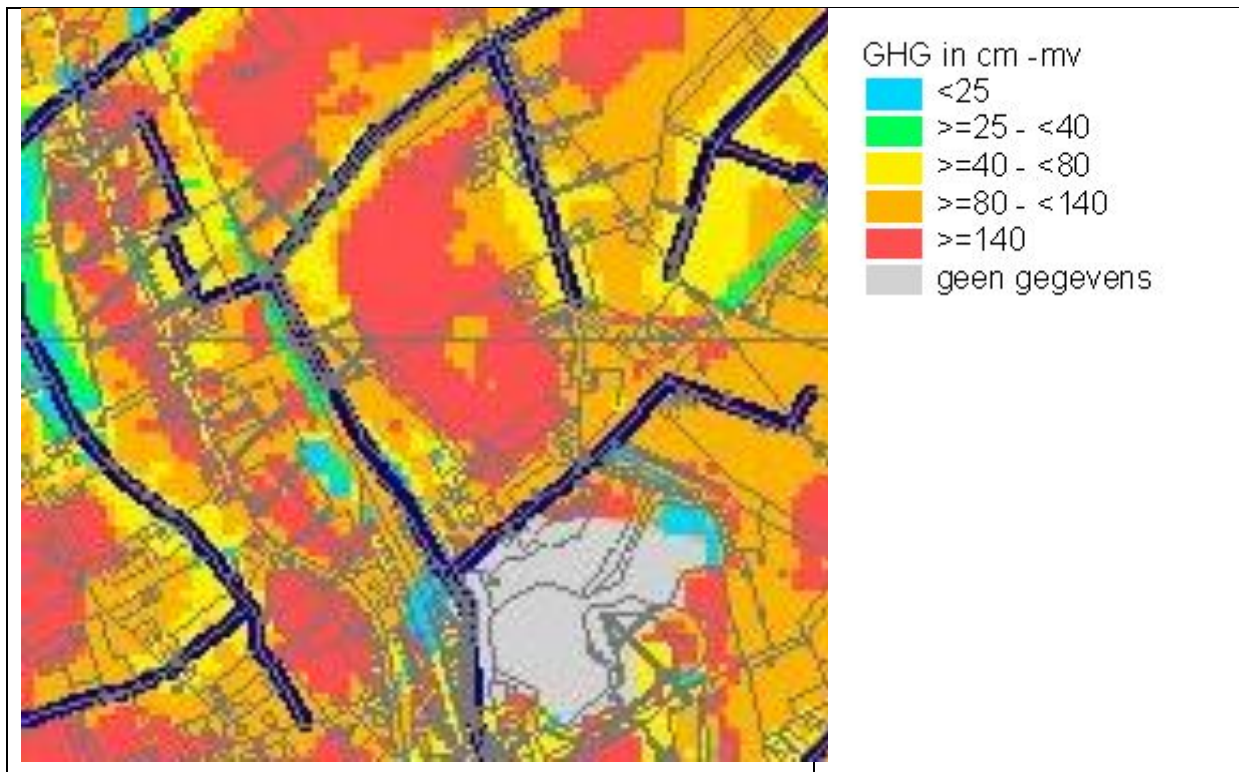 GHG in cm -mv
<25
>=25 - <40
>=40 - <80
>=80 - <140
>=140
geen gegevens